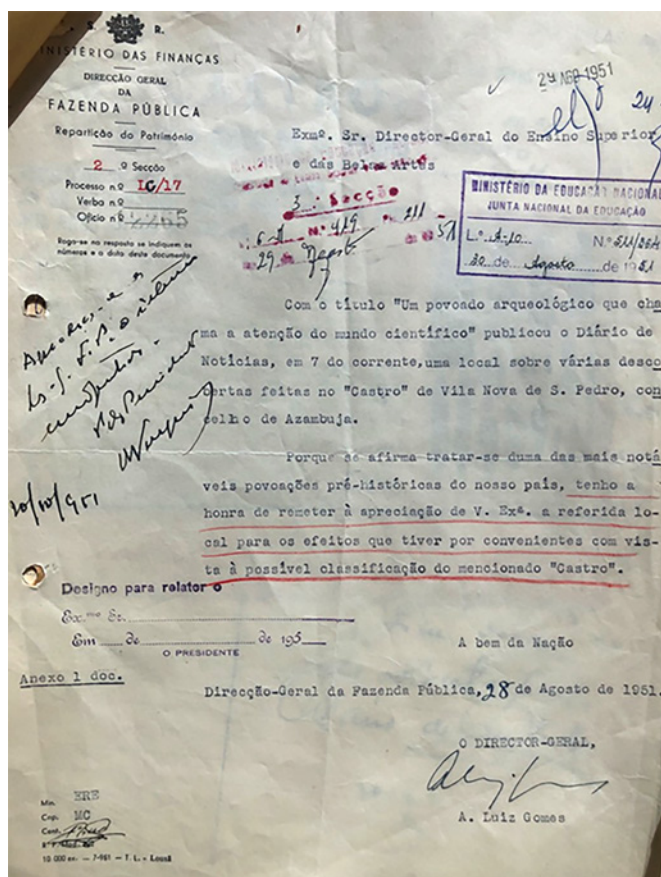 S. R.
MINISTÉRIO DAS FINANÇAS
DIRECÇÃO GERAL
DA
FAZENDA PÚBLICA
Repartição do Património
2 ª Secção
Processo n.º IG/17
Verba n.º
Ofício n.º
Roga-se na resposta se indiquem os
números e a data deste documento
29 AGO 1951
24
Exmº. Sr. Director-Geral do Ensino Superior
e das Belas Artes
3.ª Secção
N.º 419
29 Agosto 51
MINISTÉRIO DA EDUCAÇÃO NACIONAL
JUNTA NACIONAL DA EDUCAÇÃO
L.º A-10 N.º
30 de Agosto de 1951
Com o título "Um povoado arqueológico que cha
ma a atenção do mundo científico" publicou o Diário de
Notícias, em 7 do corrente,uma local sobre várias desco
bertas feitas no "Castro" de Vila Nova de S. Pedro, con
celho de Azambuja.
Porque se afirma tratar-se duma das mais notá
veis povoações pré-históricas do nosso país, tenho a
honra de remeter à apreciação de V. Exª. a referida lo-
cal para os efeitos que tiver por convenientes com vis-
ta à possível classificação do mencionado "Castro".
20/10/951
Designo para relator o
Ex.mo Sr.
Em de de 195
O PRESIDENTE
A bem da Nação
Anexo 1 doc.
Direcção-Geral da Fazenda Pública, 28 de Agosto de 1951.
O DIRECTOR-GERAL,
A. Luiz Gomes
Min. ERE
Cop. MC
Conf.
10 000 ex. — 7-951 — T. L. - Lousã